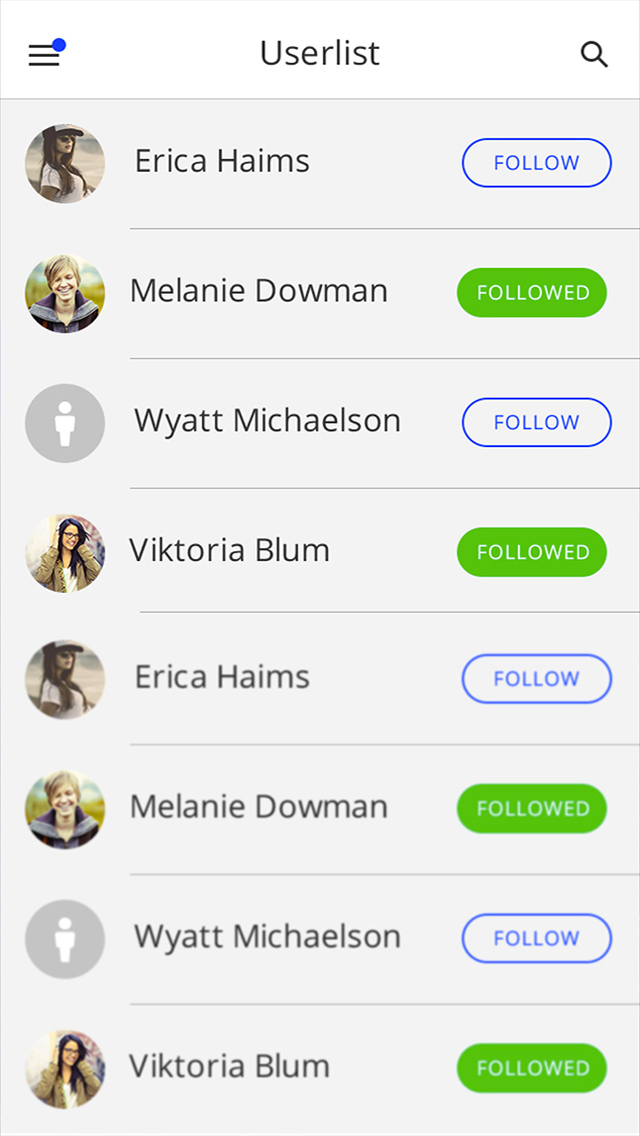 Userlist
Erica Haims FOLLOW
Melanie Dowman FOLLOWED
Wyatt Michaelson FOLLOW
Viktoria Blum FOLLOWED
Erica Haims FOLLOW
Melanie Dowman FOLLOWED
Wyatt Michaelson FOLLOW
Viktoria Blum FOLLOWED